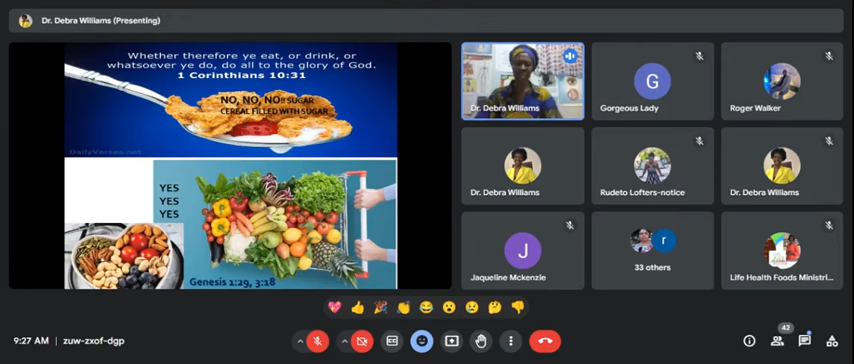 Dr. Debra Williams (Presenting)
Whether therefore ye eat, or drink, or
whatsoever ye do, do all to the glory of God.
1 Corinthians 10:31
NO, NO, NO!! SUGAR
CEREAL FILLED WITH SUGAR
DailyVerses.net
YES
YES
YES
Genesis 1:29, 3:18
Dr. Debra Williams
G
Gorgeous Lady
Roger Walker
Dr. Debra Williams
Rudeto Lofters-notice
Dr. Debra Williams
J
Jaqueline Mckenzie
r
33 others
Life Health Foods Ministri...
9:27 AM | zuw-zxof-dgp
CC
42